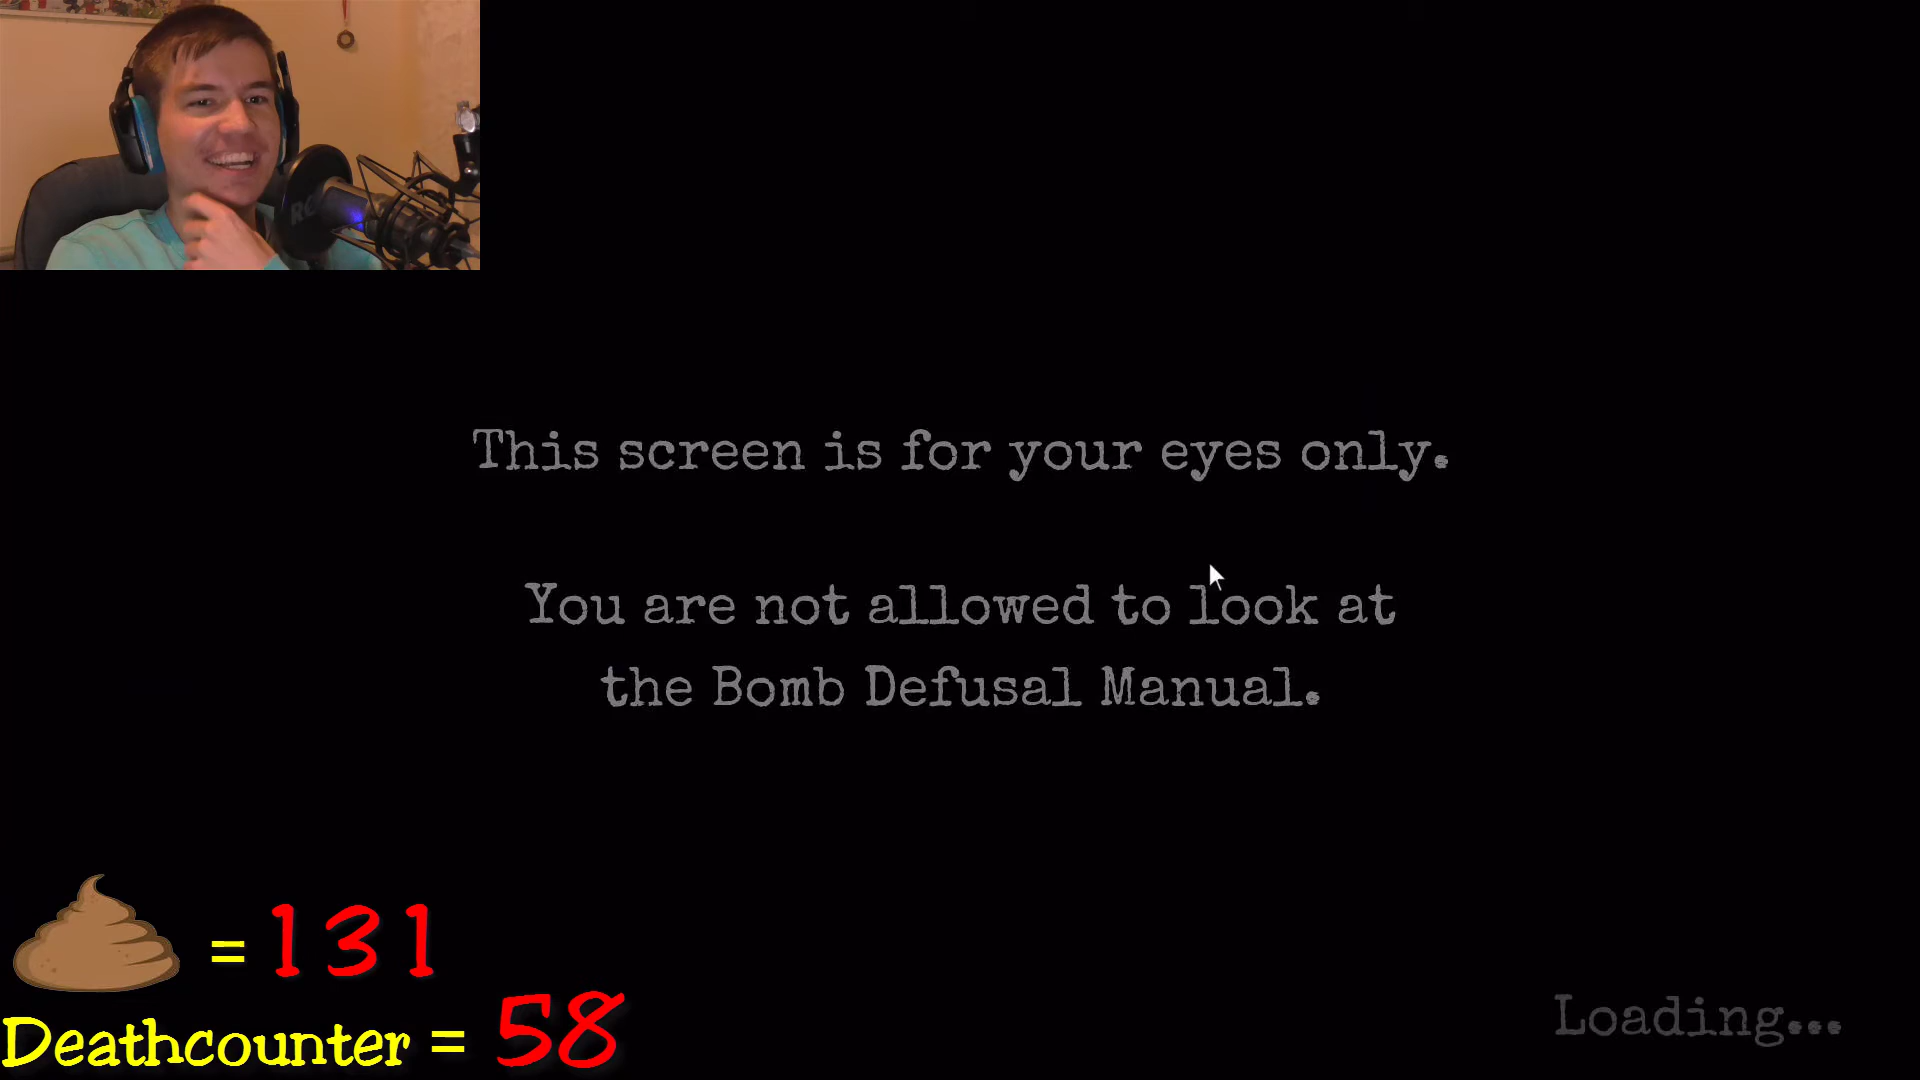 This screen is for your eyes only.
You are not allowed to look at
the Bomb Defusal Manual.
= 131
Deathcounter = 58
Loading...